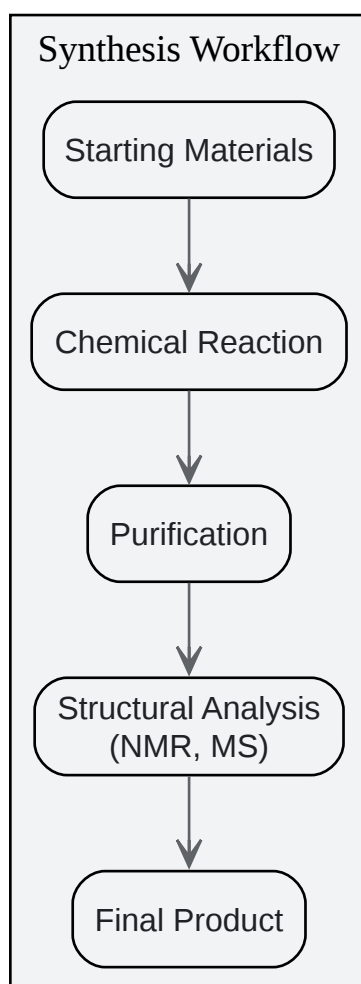 Synthesis Workflow
Starting Materials
Chemical Reaction
Purification
Structural Analysis
(NMR, MS)
Final Product